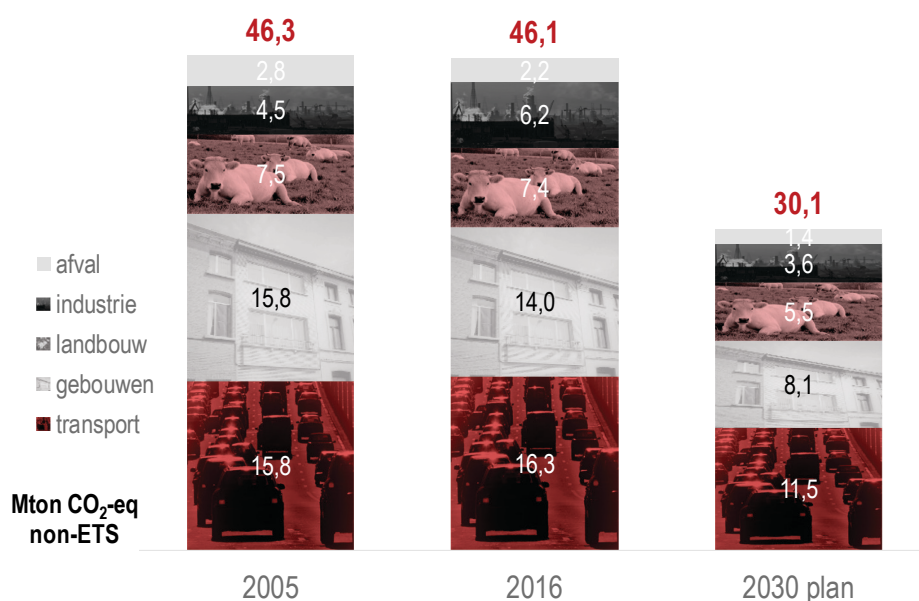 46,3
46,1
30,1
2,8
4,5
7,5
15,8
15,8
2,2
6,2
7,4
14,0
16,3
1,4
3,6
5,5
8,1
11,5
afval
industrie
landbouw
gebouwen
transport
Mton CO₂-eq
non-ETS
2005
2016
2030 plan